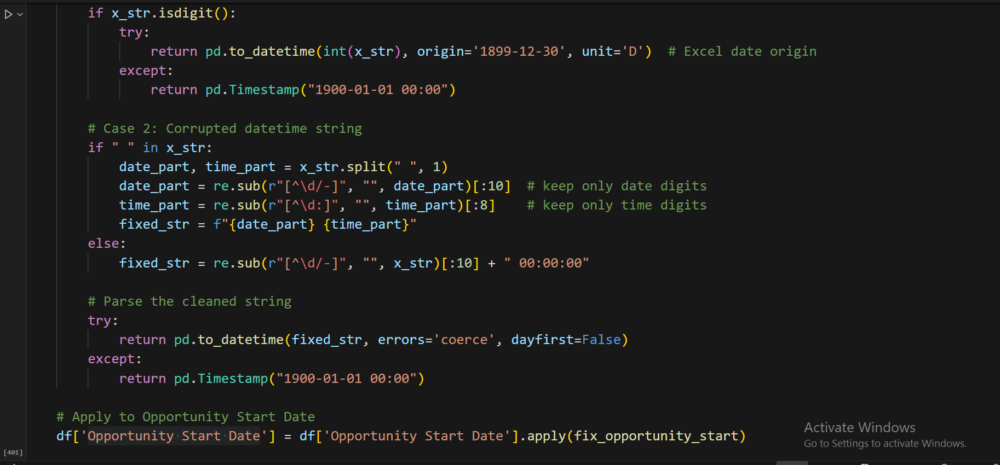 if x_str.isdigit():
try:
return pd.to_datetime(int(x_str), origin='1899-12-30', unit='D')  # Excel date origin
except:
return pd.Timestamp("1900-01-01 00:00")
# Case 2: Corrupted datetime string
if " " in x_str:
date_part, time_part = x_str.split(" ", 1)
date_part = re.sub(r"[^\d/-]", "", date_part)[:10]  # keep only date digits
time_part = re.sub(r"[^\d:]", "", time_part)[:8]    # keep only time digits
fixed_str = f"{date_part} {time_part}"
else:
fixed_str = re.sub(r"[^\d/-]", "", x_str)[:10] + " 00:00:00"
# Parse the cleaned string
try:
return pd.to_datetime(fixed_str, errors='coerce', dayfirst=False)
except:
return pd.Timestamp("1900-01-01 00:00")
# Apply to Opportunity Start Date
df['Opportunity Start Date'] = df['Opportunity Start Date'].apply(fix_opportunity_start)
[401]
Activate Windows
Go to Settings to activate Windows.